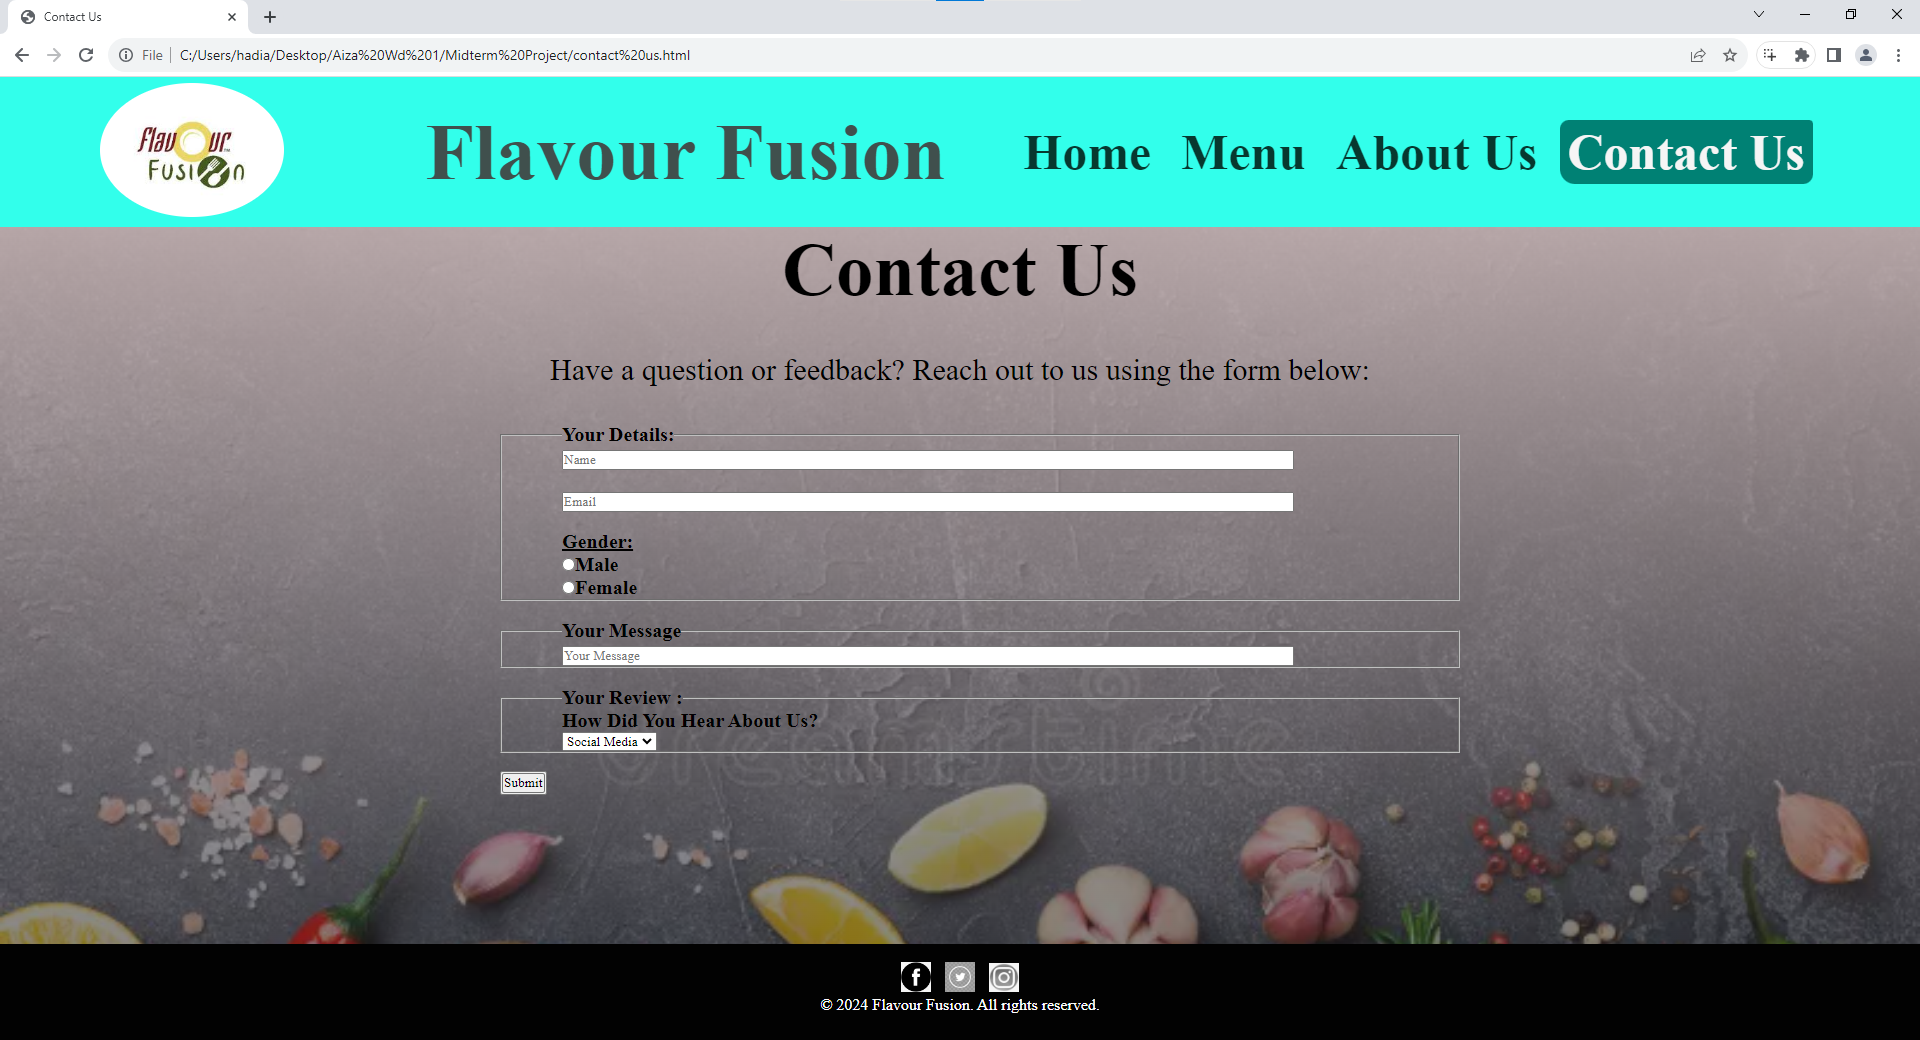 Contact Us
File
C:/Users/hadia/Desktop/Aiza%20Wd%201/Midterm%20Project/contact%20us.html
flavour
Fusion
Flavour Fusion
Home Menu About Us Contact Us
Contact Us
Have a question or feedback? Reach out to us using the form below:
Your Details:
Name
Email
Gender:
Male
Female
Your Message
Your Message
Your Review :
How Did You Hear About Us?
Social Media
Submit
© 2024 Flavour Fusion. All rights reserved.